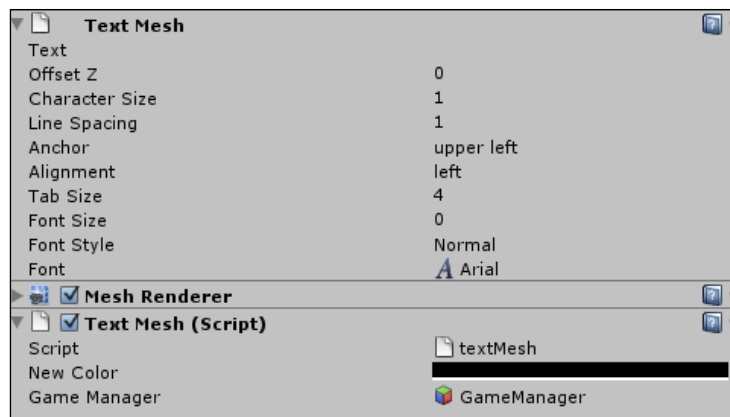 Text Mesh
Text
Offset Z 0
Character Size 1
Line Spacing 1
Anchor upper left
Alignment left
Tab Size 4
Font Size 0
Font Style Normal
Font A Arial
Mesh Renderer
Text Mesh (Script)
Script textMesh
New Color
Game Manager GameManager